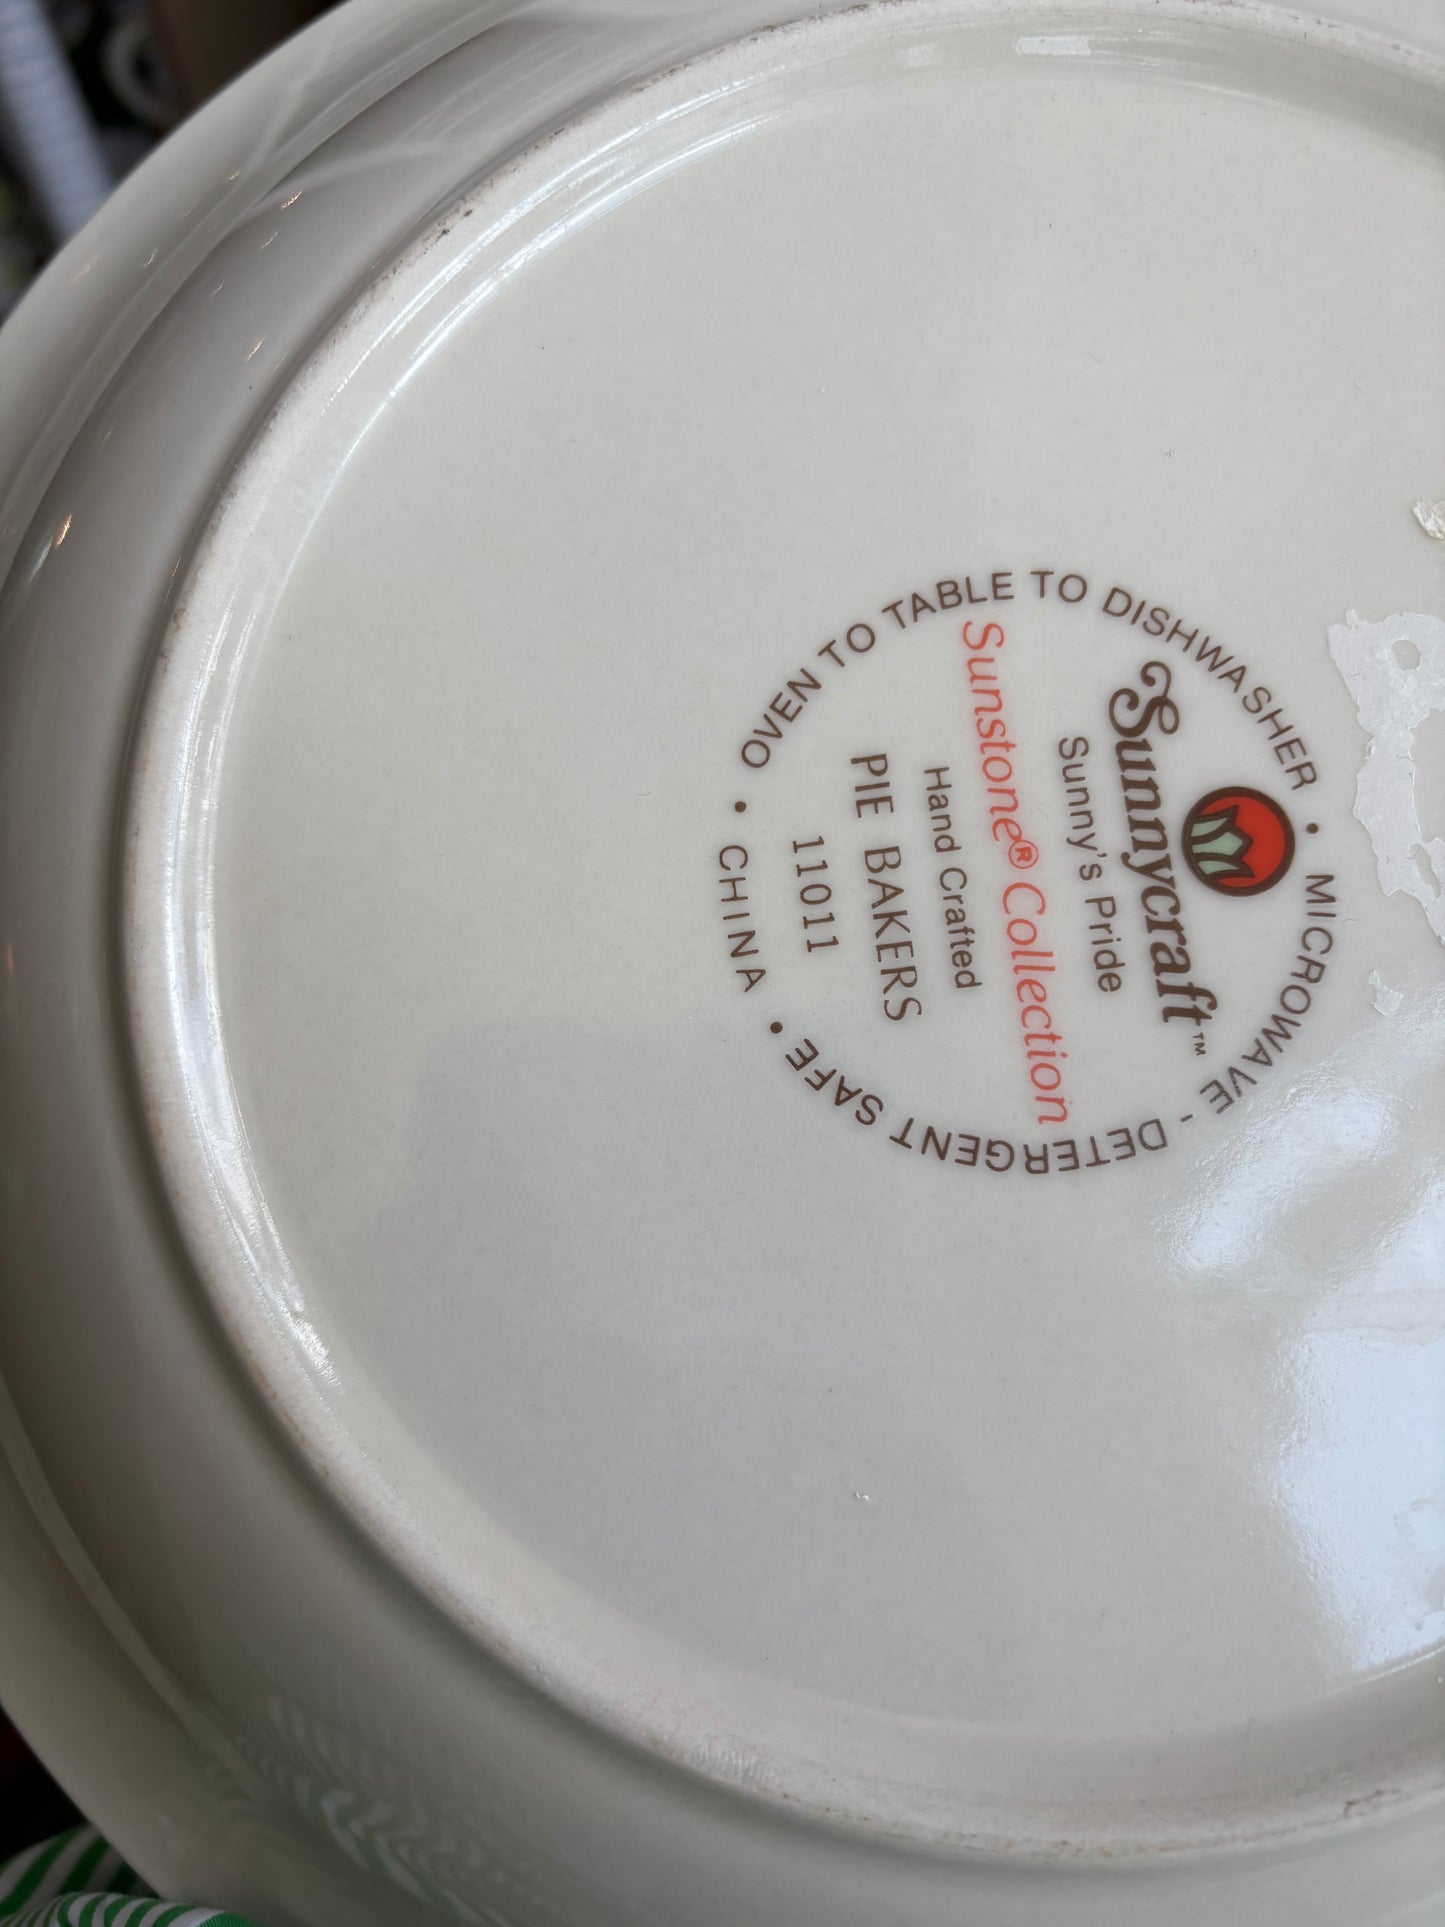 OVEN TO TABLE TO DISHWASHER • MICROWAVE - DETERGENT SAFE • CHINA •
Sunnycraft™
Sunny's Pride
Sunstone® Collection
Hand Crafted
PIE BAKERS
11011